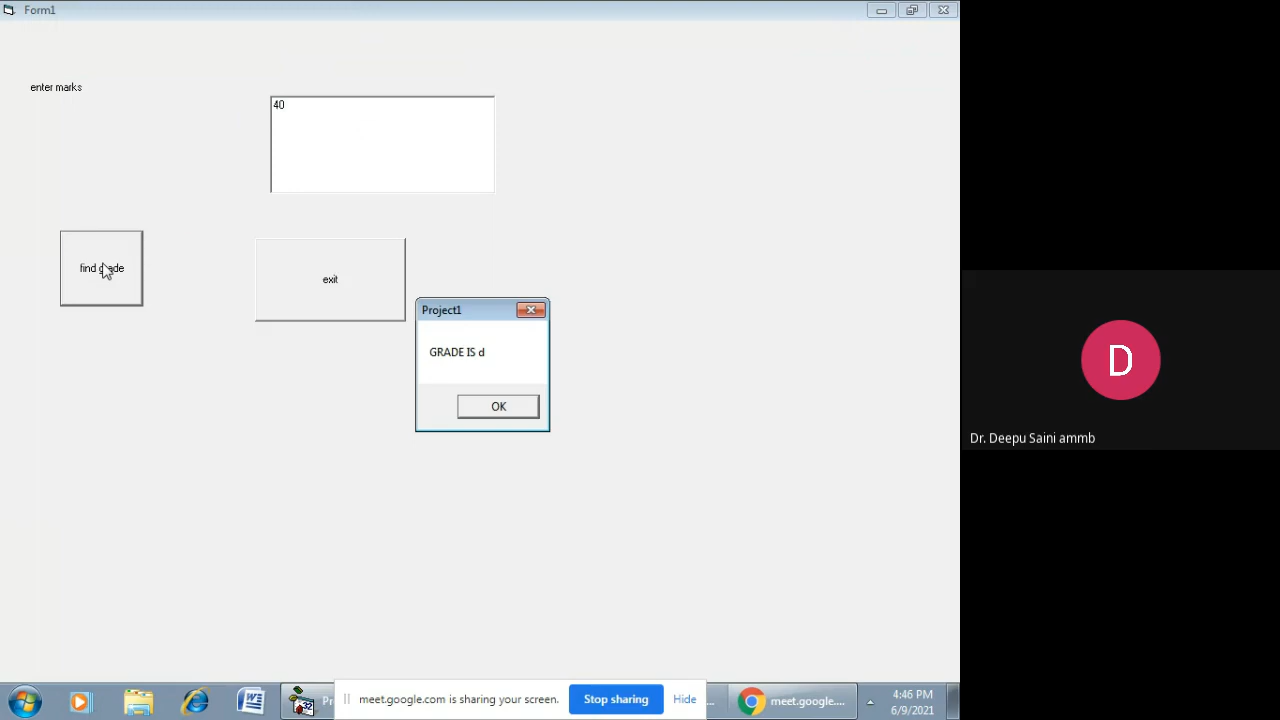 Form1
enter marks
40
find grade
exit
Project1
GRADE IS d
OK
D
Dr. Deepu Saini ammb
meet.google.com is sharing your screen.
Stop sharing
Hide
meet.google....
4:46 PM
6/9/2021